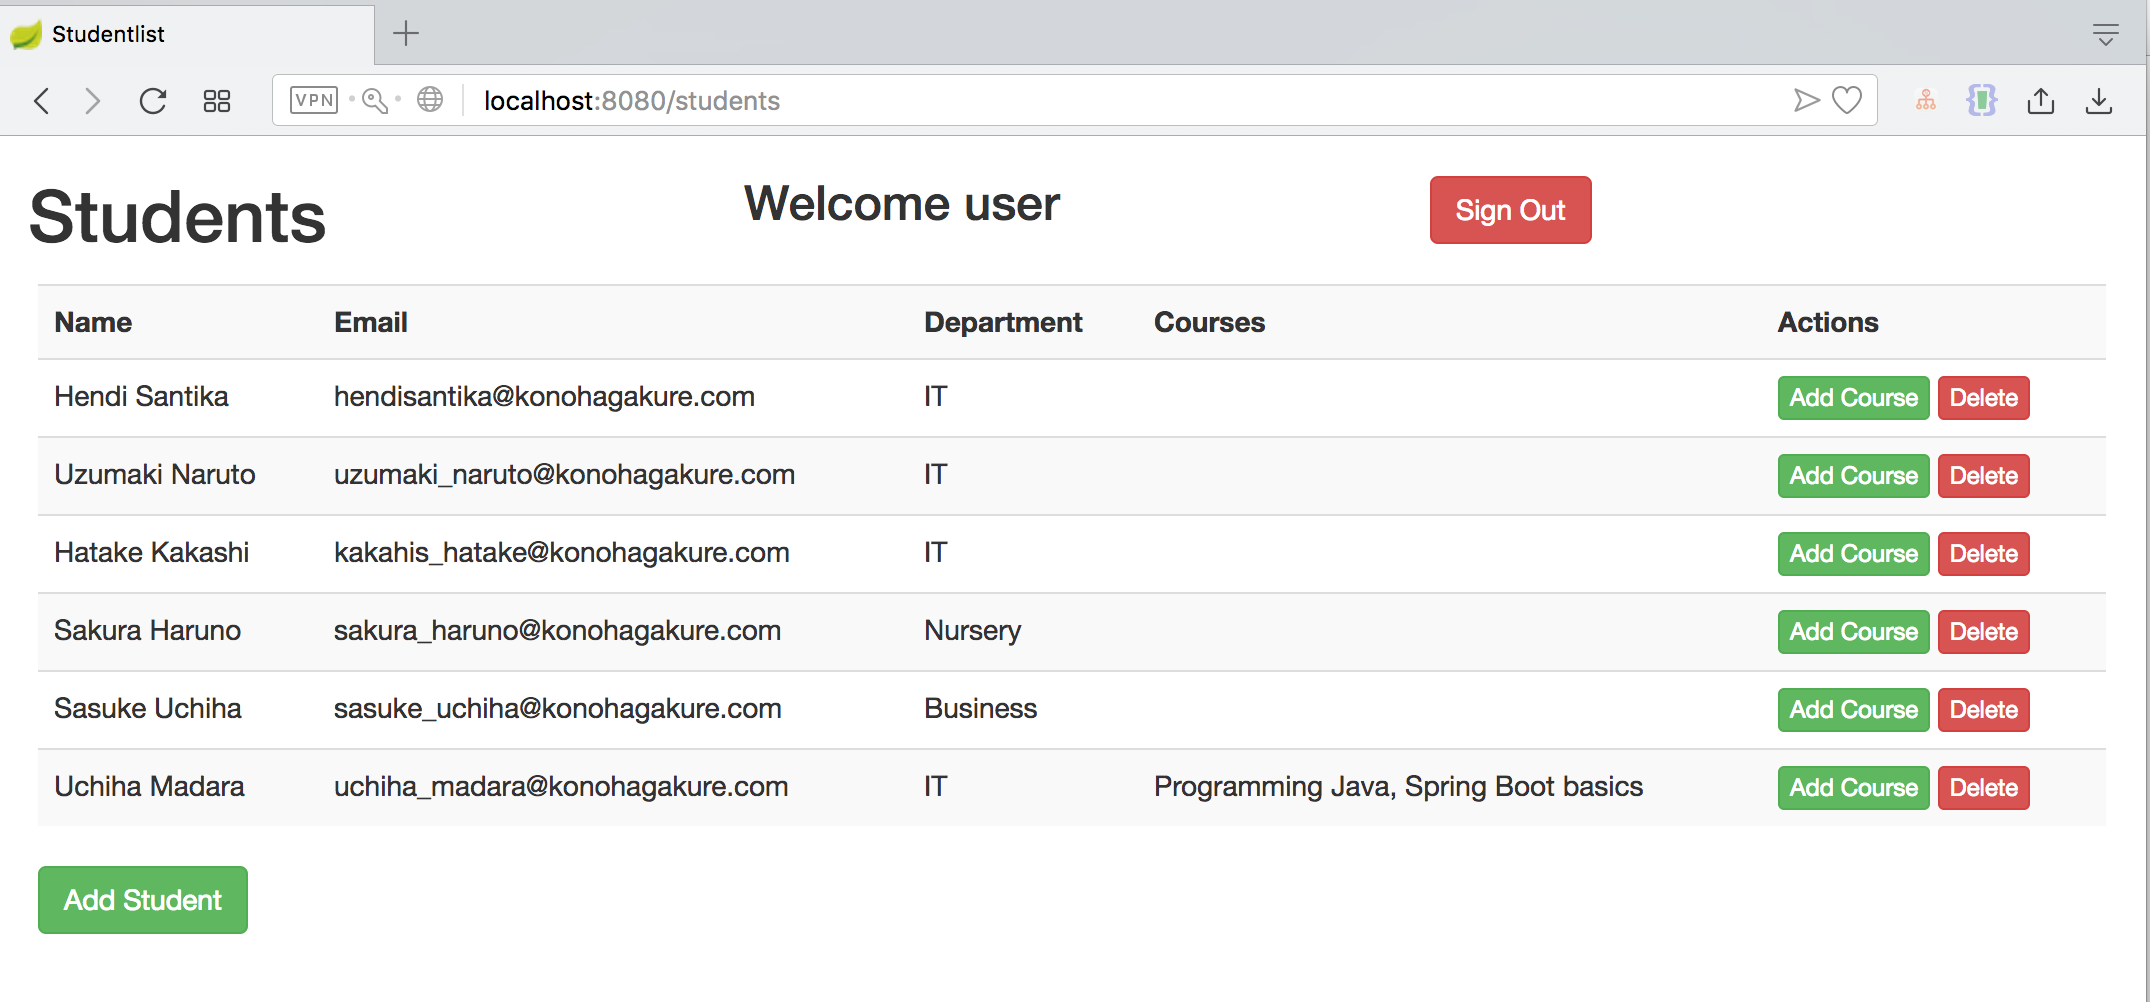 Studentlist
VPN localhost:8080/students
Students Welcome user Sign Out
Name Email Department Courses Actions
Hendi Santika hendisantika@konohagakure.com IT Add Course Delete
Uzumaki Naruto uzumaki_naruto@konohagakure.com IT Add Course Delete
Hatake Kakashi kakahis_hatake@konohagakure.com IT Add Course Delete
Sakura Haruno sakura_haruno@konohagakure.com Nursery Add Course Delete
Sasuke Uchiha sasuke_uchiha@konohagakure.com Business Add Course Delete
Uchiha Madara uchiha_madara@konohagakure.com IT Programming Java, Spring Boot basics Add Course Delete
Add Student